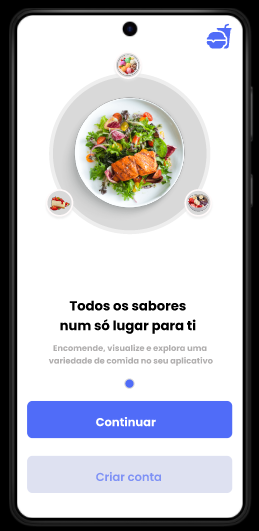 Todos os sabores
num só lugar para ti
Encomende, visualize e explora uma
variedade de comida no seu aplicativo
Continuar
Criar conta